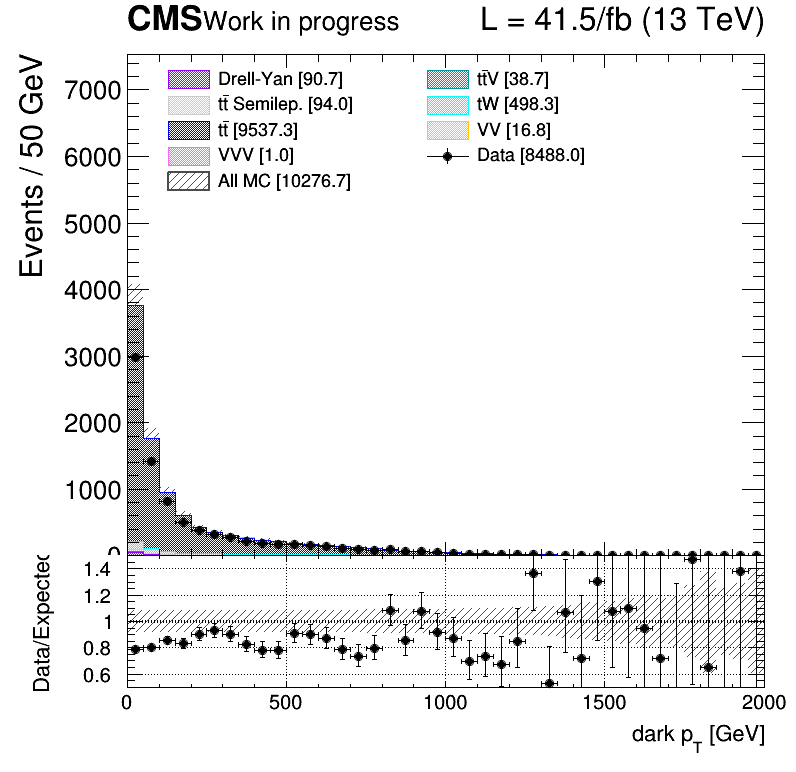 CMS Work in progress L = 41.5/fb (13 TeV)
Events / 50 GeV
7000
6000
5000
4000
3000
2000
1000
0
Drell-Yan [90.7]
tt̄ Semilep. [94.0]
tt̄ [9537.3]
VVV [1.0]
All MC [10276.7]
tt̄V [38.7]
tW [498.3]
VV [16.8]
Data [8488.0]
Data/Expected
1.4
1.2
1
0.8
0.6
0 500 1000 1500 2000
dark p_T [GeV]